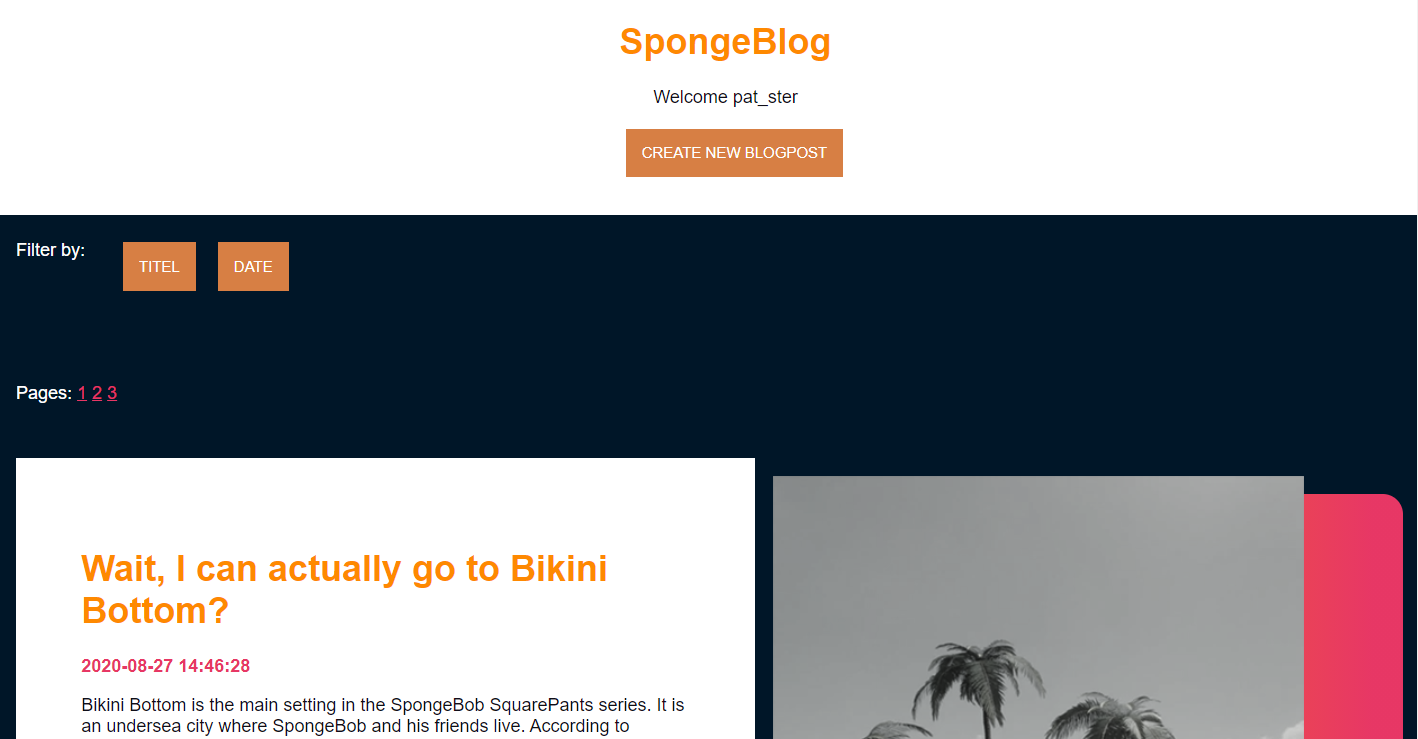 SpongeBlog
Welcome pat_ster
CREATE NEW BLOGPOST
Filter by: TITEL DATE
Pages: 1 2 3
Wait, I can actually go to Bikini
Bottom?
2020-08-27 14:46:28
Bikini Bottom is the main setting in the SpongeBob SquarePants series. It is
an undersea city where SpongeBob and his friends live. According to